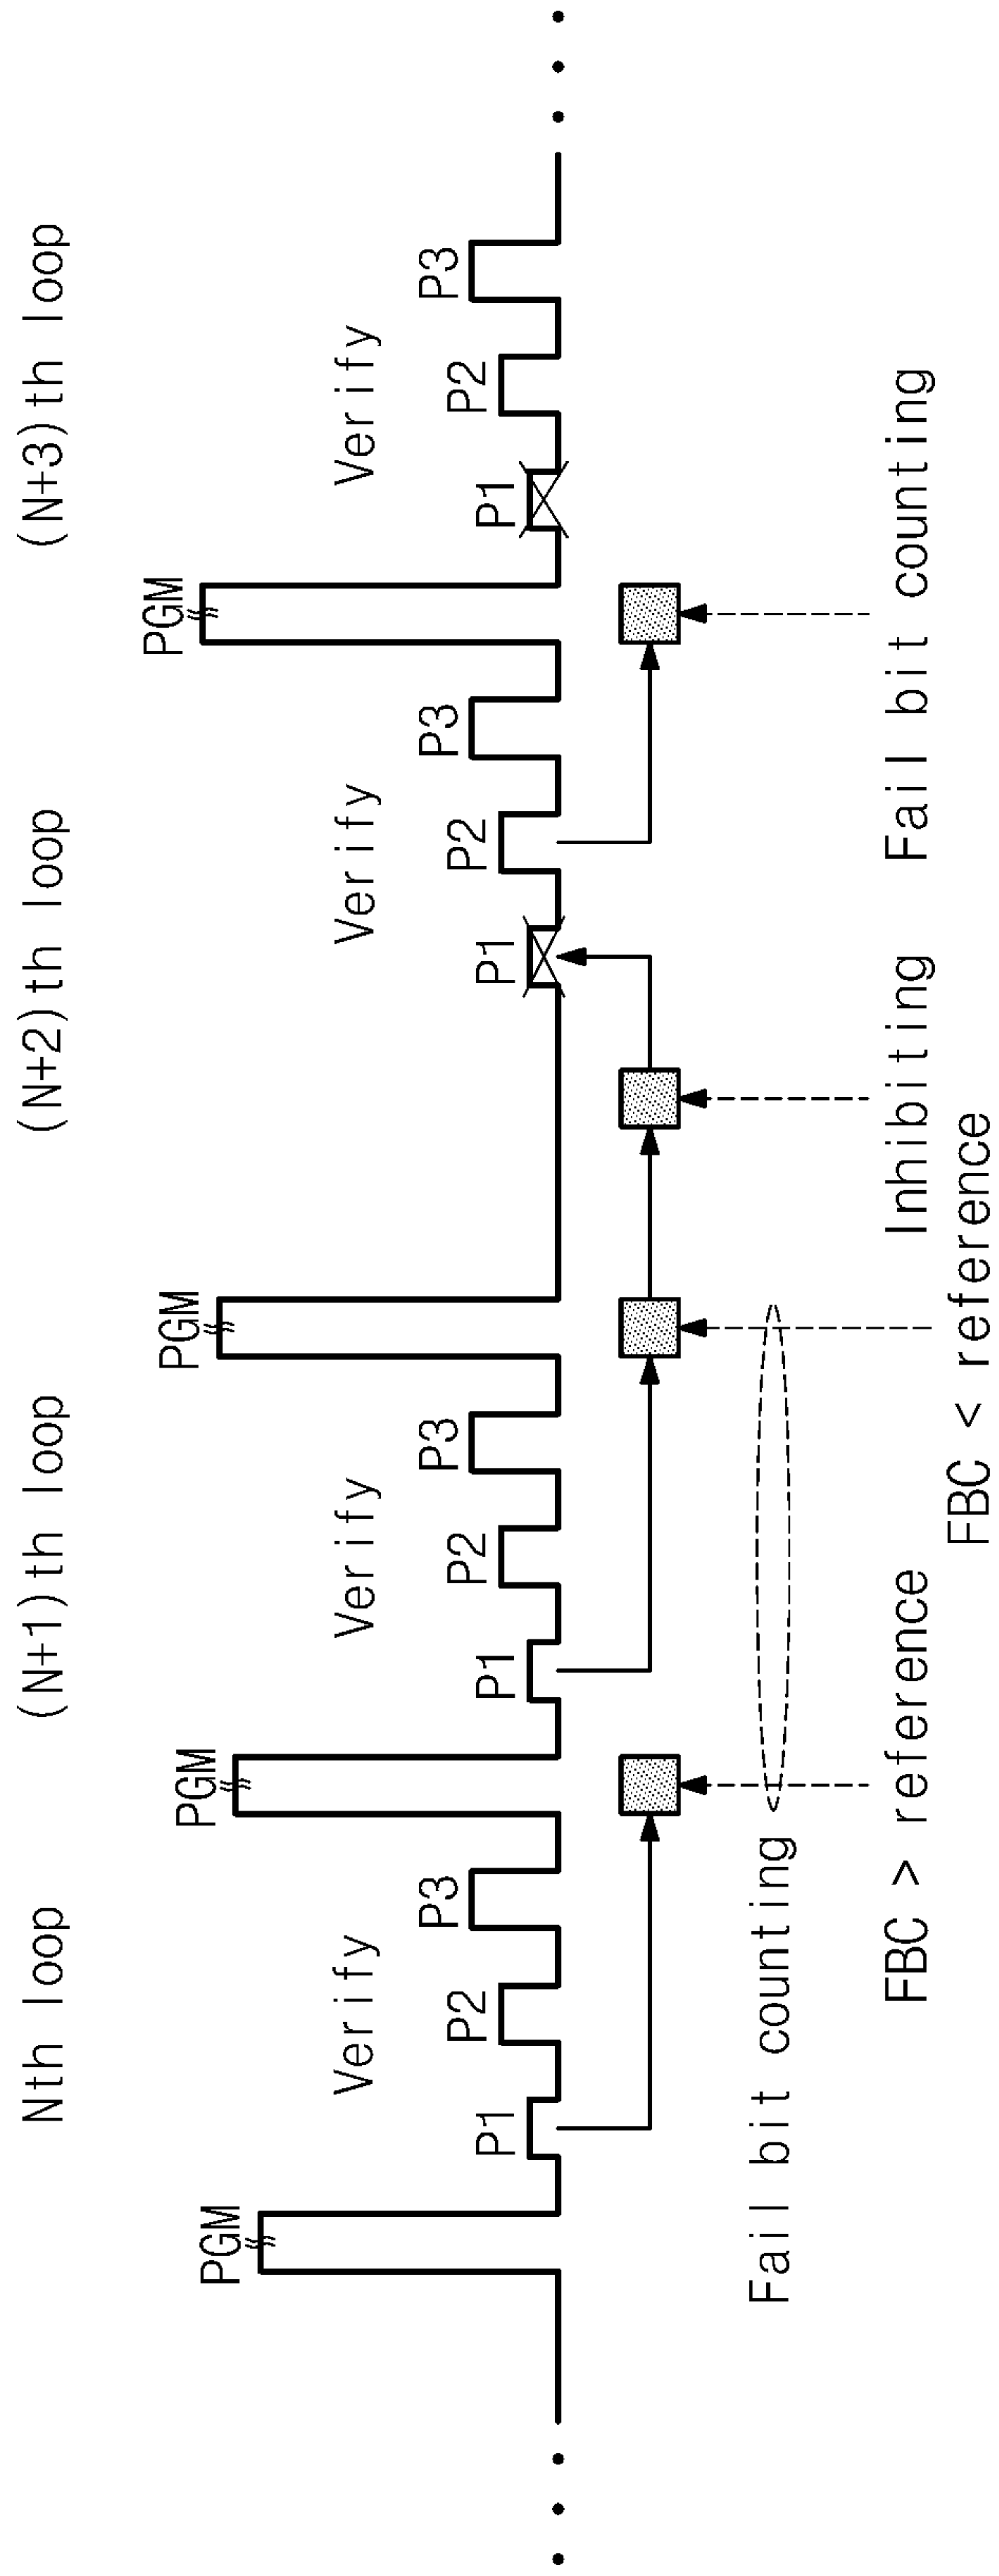 Nth loop
(N+1)th loop
(N+2)th loop
(N+3)th loop
PGM
PGM
PGM
PGM
Verify
Verify
Verify
Verify
P1
P2
P3
P1
P2
P3
P1
P2
P3
P1
P2
P3
Fail bit counting
FBC > reference
Inhibiting
Fail bit counting
FBC < reference